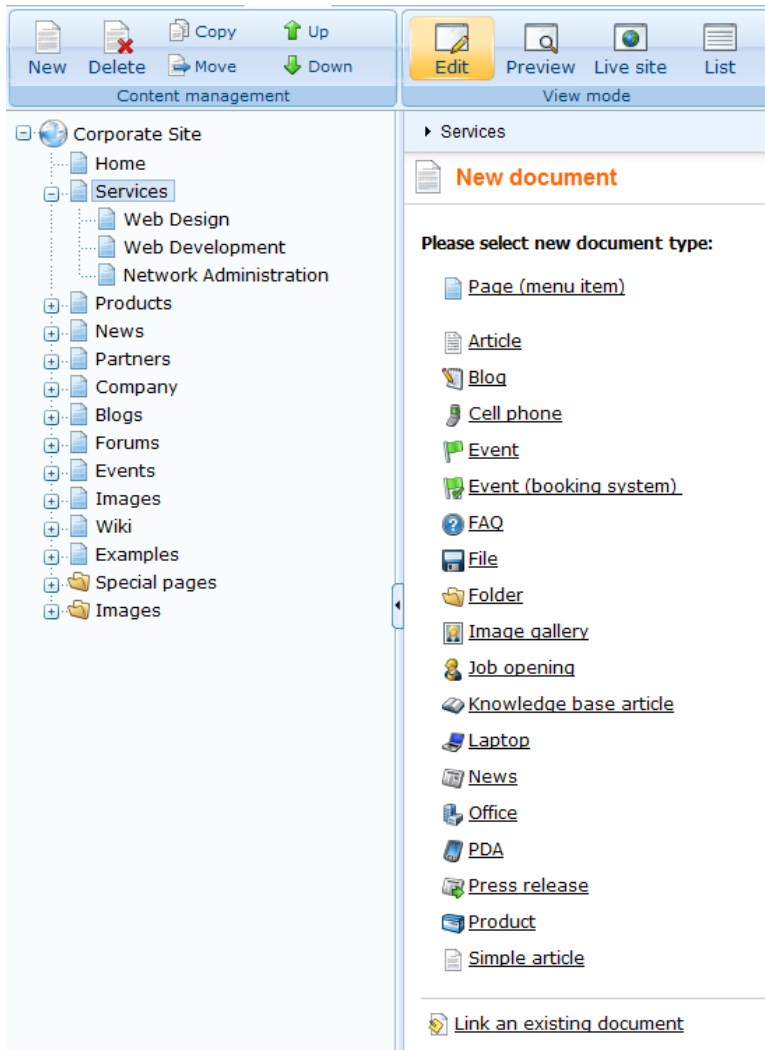 New
Delete
Copy
Move
Up
Down
Content management
Edit
Preview
Live site
List
View mode
Corporate Site
Home
Services
Web Design
Web Development
Network Administration
Products
News
Partners
Company
Blogs
Forums
Events
Images
Wiki
Examples
Special pages
Images
Services
New document
Please select new document type:
Page (menu item)
Article
Blog
Cell phone
Event
Event (booking system)
FAQ
File
Folder
Image gallery
Job opening
Knowledge base article
Laptop
News
Office
PDA
Press release
Product
Simple article
Link an existing document